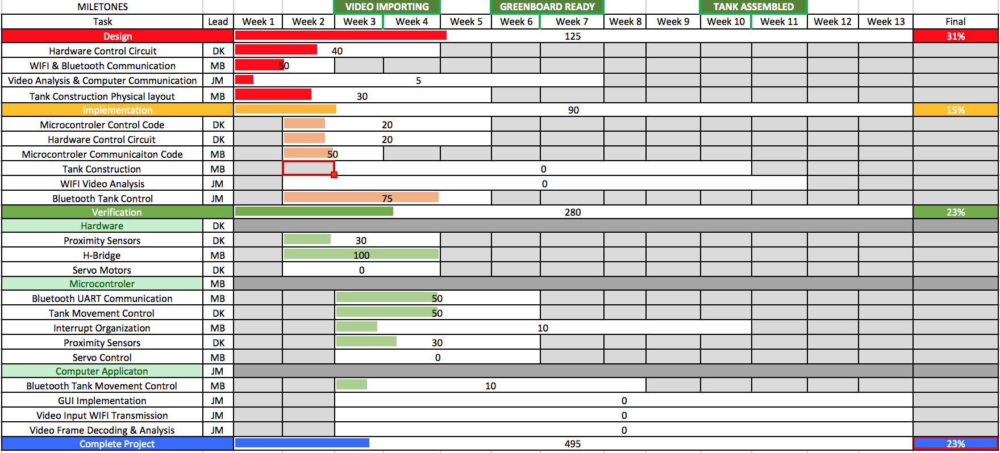 MILETONES VIDEO IMPORTING GREENBOARD READY TANK ASSEMBLED
Task Lead Week 1 Week 2 Week 3 Week 4 Week 5 Week 6 Week 7 Week 8 Week 9 Week 10 Week 11 Week 12 Week 13 Final
Design 125 31%
Hardware Control Circuit DK 40
WIFI & Bluetooth Communication MB 50
Video Analysis & Computer Communication JM 5
Tank Construction Physical layout MB 30
Implementation 90 15%
Microcontroler Control Code DK 20
Hardware Control Circuit DK 20
Microcontroler Communicaiton Code MB 50
Tank Construction MB 0
WIFI Video Analysis JM 0
Bluetooth Tank Control JM 75
Verification 280 23%
Hardware DK
Proximity Sensors DK 30
H-Bridge MB 100
Servo Motors DK 0
Microcontroler MB
Bluetooth UART Communication MB 50
Tank Movement Control DK 50
Interrupt Organization MB 10
Proximity Sensors DK 30
Servo Control MB 0
Computer Applicaton JM
Bluetooth Tank Movement Control MB 10
GUI Implementation JM 0
Video Input WIFI Transmission JM 0
Video Frame Decoding & Analysis JM 0
Complete Project 495 23%